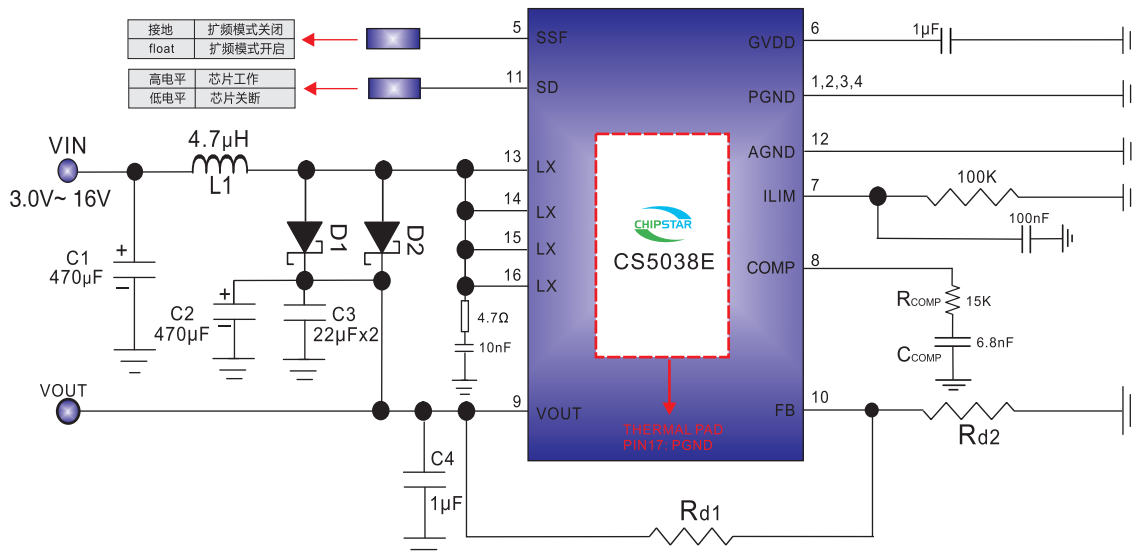 接地 扩频模式关闭
float 扩频模式开启
高电平 芯片工作
低电平 芯片关断
5 SSF
11 SD
VIN
3.0V~ 16V
4.7μH
L1
C1
470μF
+
−
D1
D2
C2
470μF
+
−
C3
22μFx2
13 LX
14 LX
15 LX
16 LX
4.7Ω
10nF
VOUT
9 VOUT
C4
1μF
CHIPSTAR
CS5038E
THERMAL PAD
PIN17: PGND
GVDD 6
1μF
PGND 1,2,3,4
AGND 12
ILIM 7
100K
100nF
COMP 8
RCOMP 15K
6.8nF
CCOMP
FB 10
Rd2
Rd1